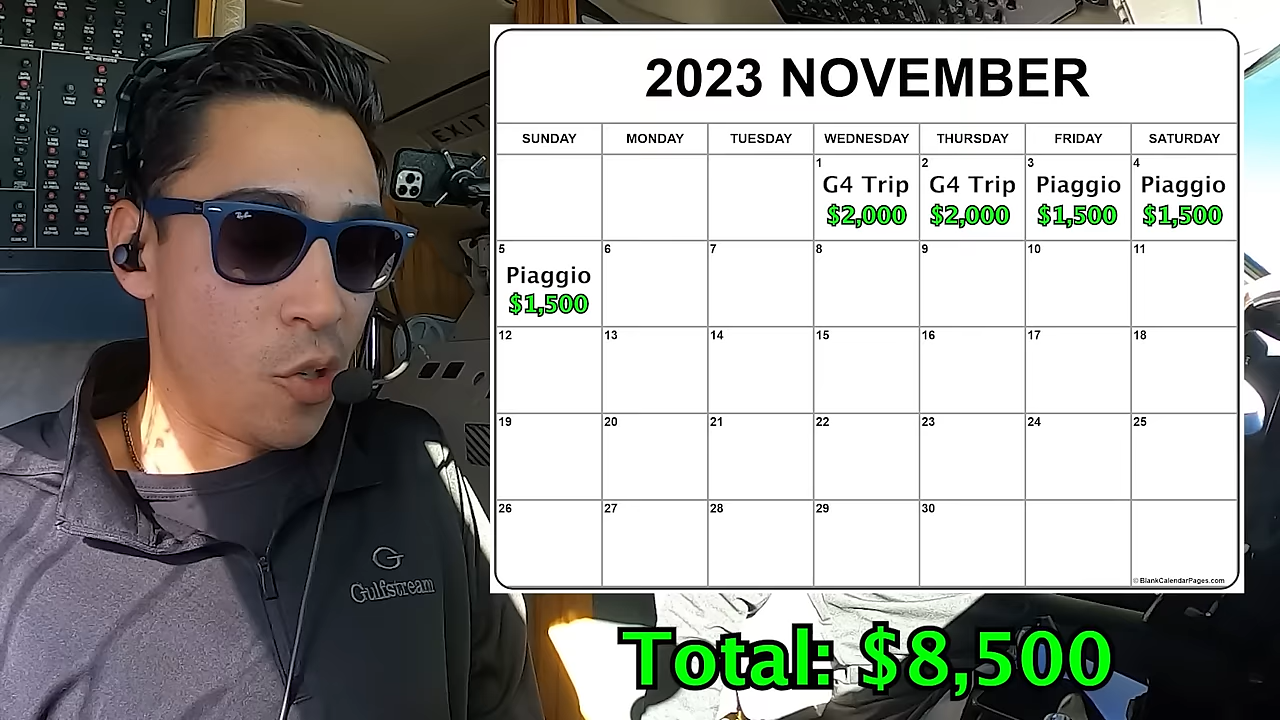 EXIT
Ray-Ban
Gulfstream
2023 NOVEMBER
SUNDAY MONDAY TUESDAY WEDNESDAY THURSDAY FRIDAY SATURDAY
1 2 3 4
G4 Trip G4 Trip Piaggio Piaggio
$2,000 $2,000 $1,500 $1,500
5 6 7 8 9 10 11
Piaggio
$1,500
12 13 14 15 16 17 18
19 20 21 22 23 24 25
26 27 28 29 30
© BlankCalendarPages.com
Total: $8,500